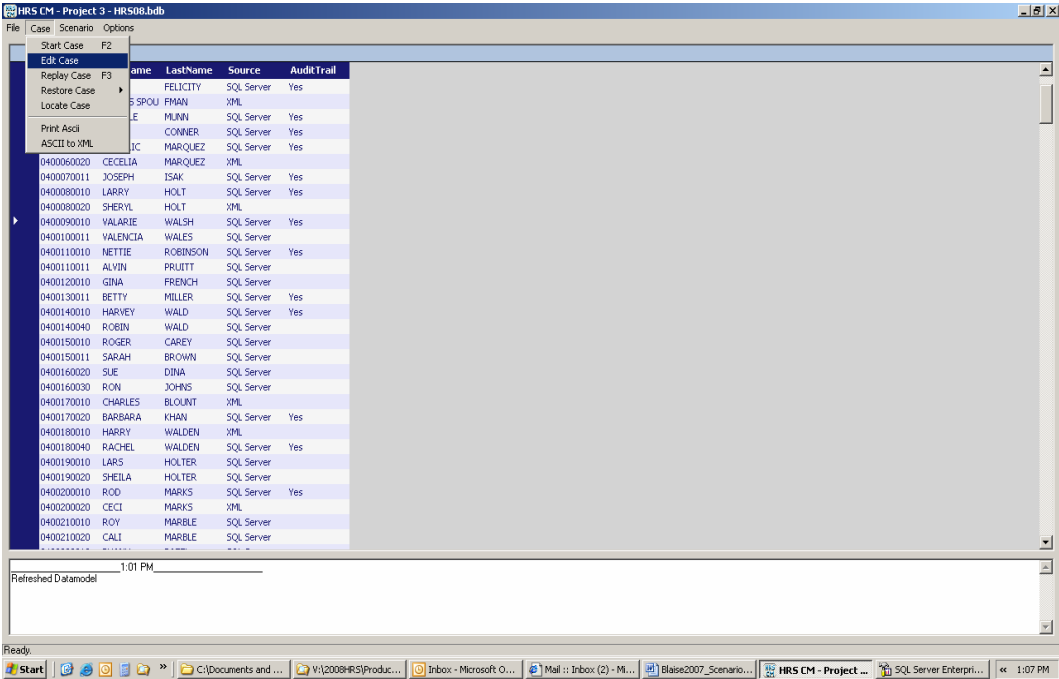 HRS CM - Project 3 - HRS08.bdb
File Case Scenario Options
Start Case F2
Edit Case
Replay Case F3
Restore Case
Locate Case
Print Ascii
ASCII to XML
ame LastName Source AuditTrail
FELICITY SQL Server Yes
S SPOU FMAN XML
LE MUNN SQL Server Yes
CONNER SQL Server Yes
IC MARQUEZ SQL Server Yes
0400060020 CECELIA MARQUEZ XML
0400070011 JOSEPH ISAK SQL Server Yes
0400080010 LARRY HOLT SQL Server Yes
0400080020 SHERYL HOLT XML
0400090010 VALARIE WALSH SQL Server Yes
0400100011 VALENCIA WALES SQL Server
0400110010 NETTIE ROBINSON SQL Server Yes
0400110011 ALVIN PRUITT SQL Server
0400120010 GINA FRENCH SQL Server
0400130011 BETTY MILLER SQL Server Yes
0400140010 HARVEY WALD SQL Server Yes
0400140040 ROBIN WALD SQL Server
0400150010 ROGER CAREY SQL Server
0400150011 SARAH BROWN SQL Server
0400160020 SUE DINA SQL Server
0400160030 RON JOHNS SQL Server
0400170010 CHARLES BLOUNT XML
0400170020 BARBARA KHAN SQL Server Yes
0400180010 HARRY WALDEN XML
0400180040 RACHEL WALDEN SQL Server Yes
0400190010 LARS HOLTER SQL Server
0400190020 SHEILA HOLTER SQL Server
0400200010 ROD MARKS SQL Server Yes
0400200020 CECI MARKS XML
0400210010 ROY MARBLE SQL Server
0400210020 CALI MARBLE SQL Server
1:01 PM
Refreshed Datamodel
Ready.
Start » C:\Documents and ... V:\2008HRS\Produc... Inbox - Microsoft O... Mail :: Inbox (2) - Mi... Blaise2007_Scenario... HRS CM - Project ... SQL Server Enterpri... « 1:07 PM